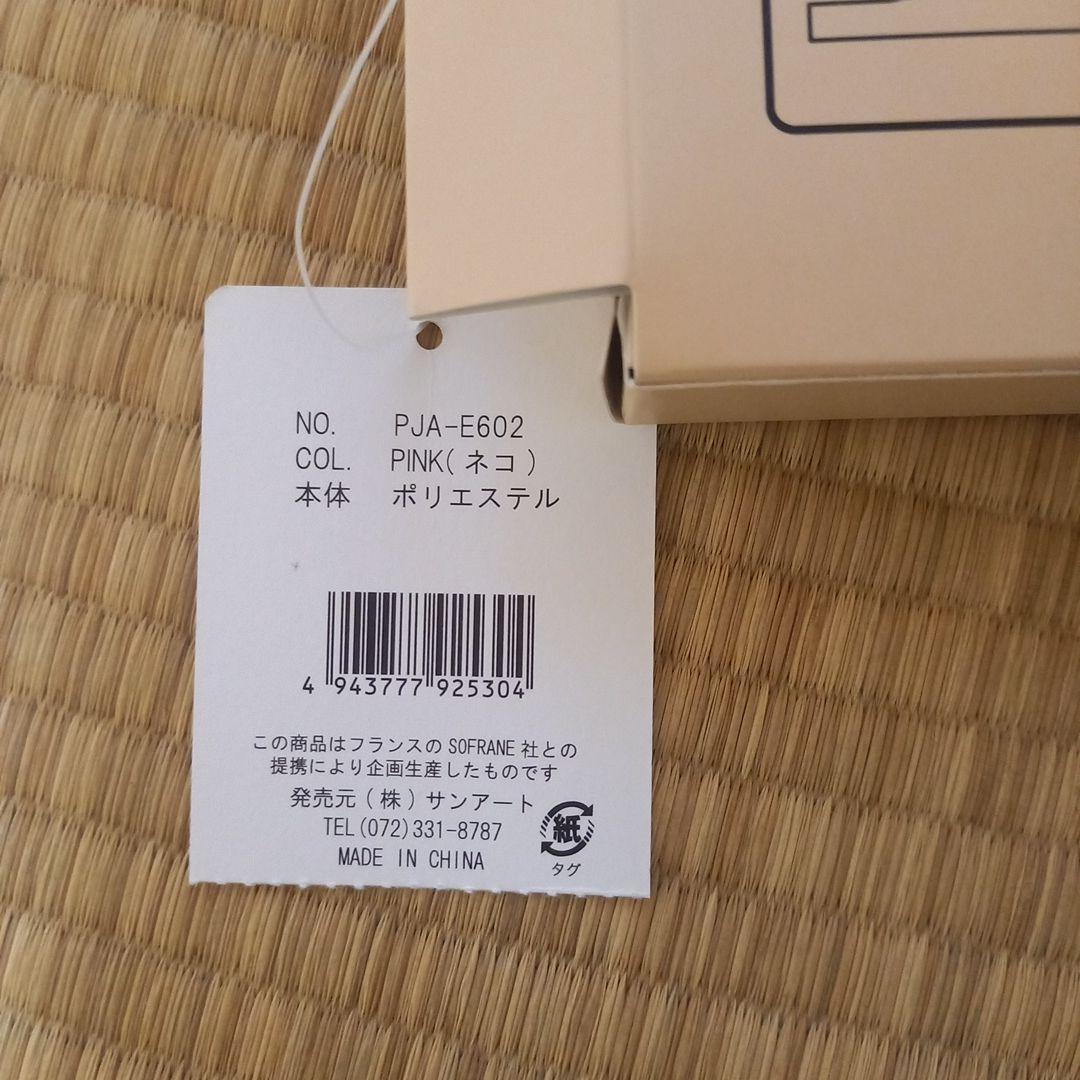 NO. PJA-E602
COL. PINK(ネコ)
本体 ポリエステル
4 943777 925304
この商品はフランスのSOFRANE社との
提携により企画生産したものです
発売元(株)サンアート
TEL(072)331-8787
MADE IN CHINA
紙
タグ